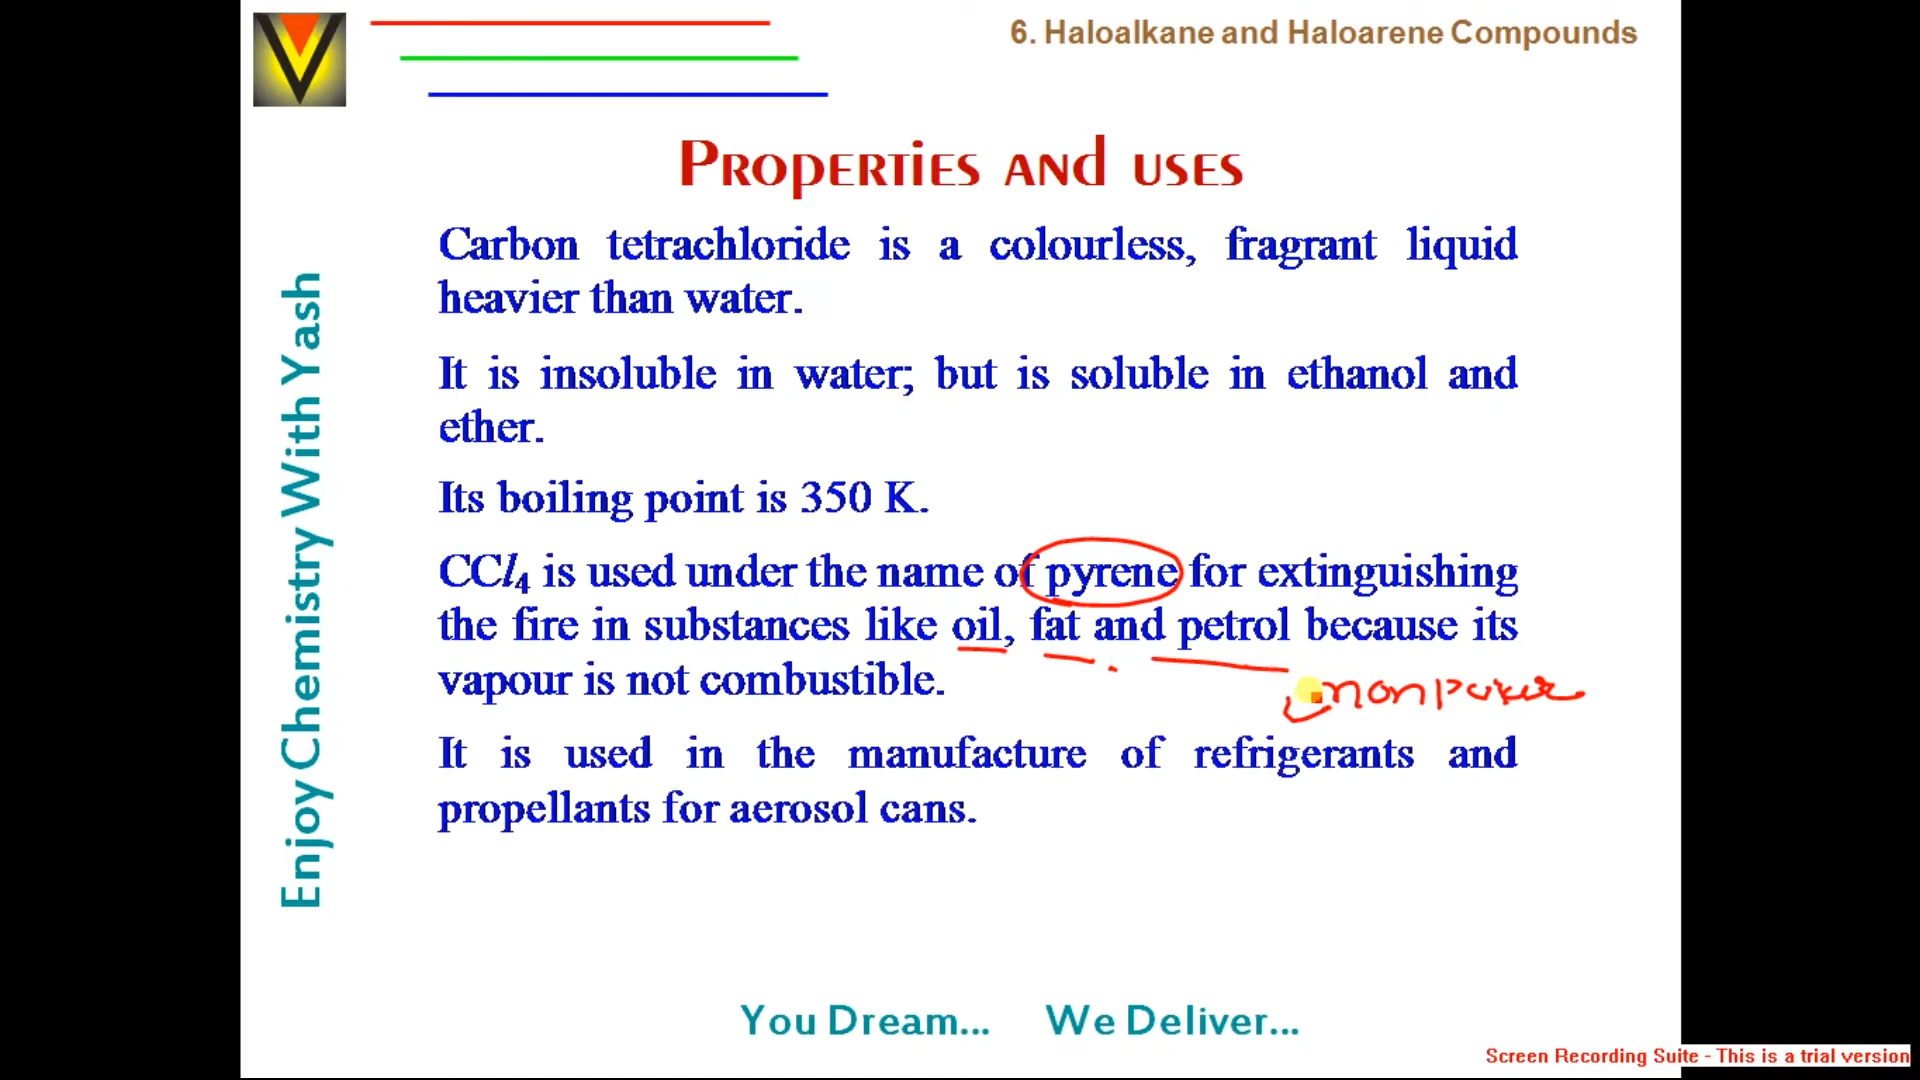 6. Haloalkane and Haloarene Compounds
Properties and uses
Carbon tetrachloride is a colourless, fragrant liquid
heavier than water.
It is insoluble in water; but is soluble in ethanol and
ether.
Its boiling point is 350 K.
CCl₄ is used under the name of pyrene for extinguishing
the fire in substances like oil, fat and petrol because its
vapour is not combustible.
It is used in the manufacture of refrigerants and
propellants for aerosol cans.
Enjoy Chemistry With Yash
You Dream... We Deliver...
Screen Recording Suite - This is a trial version